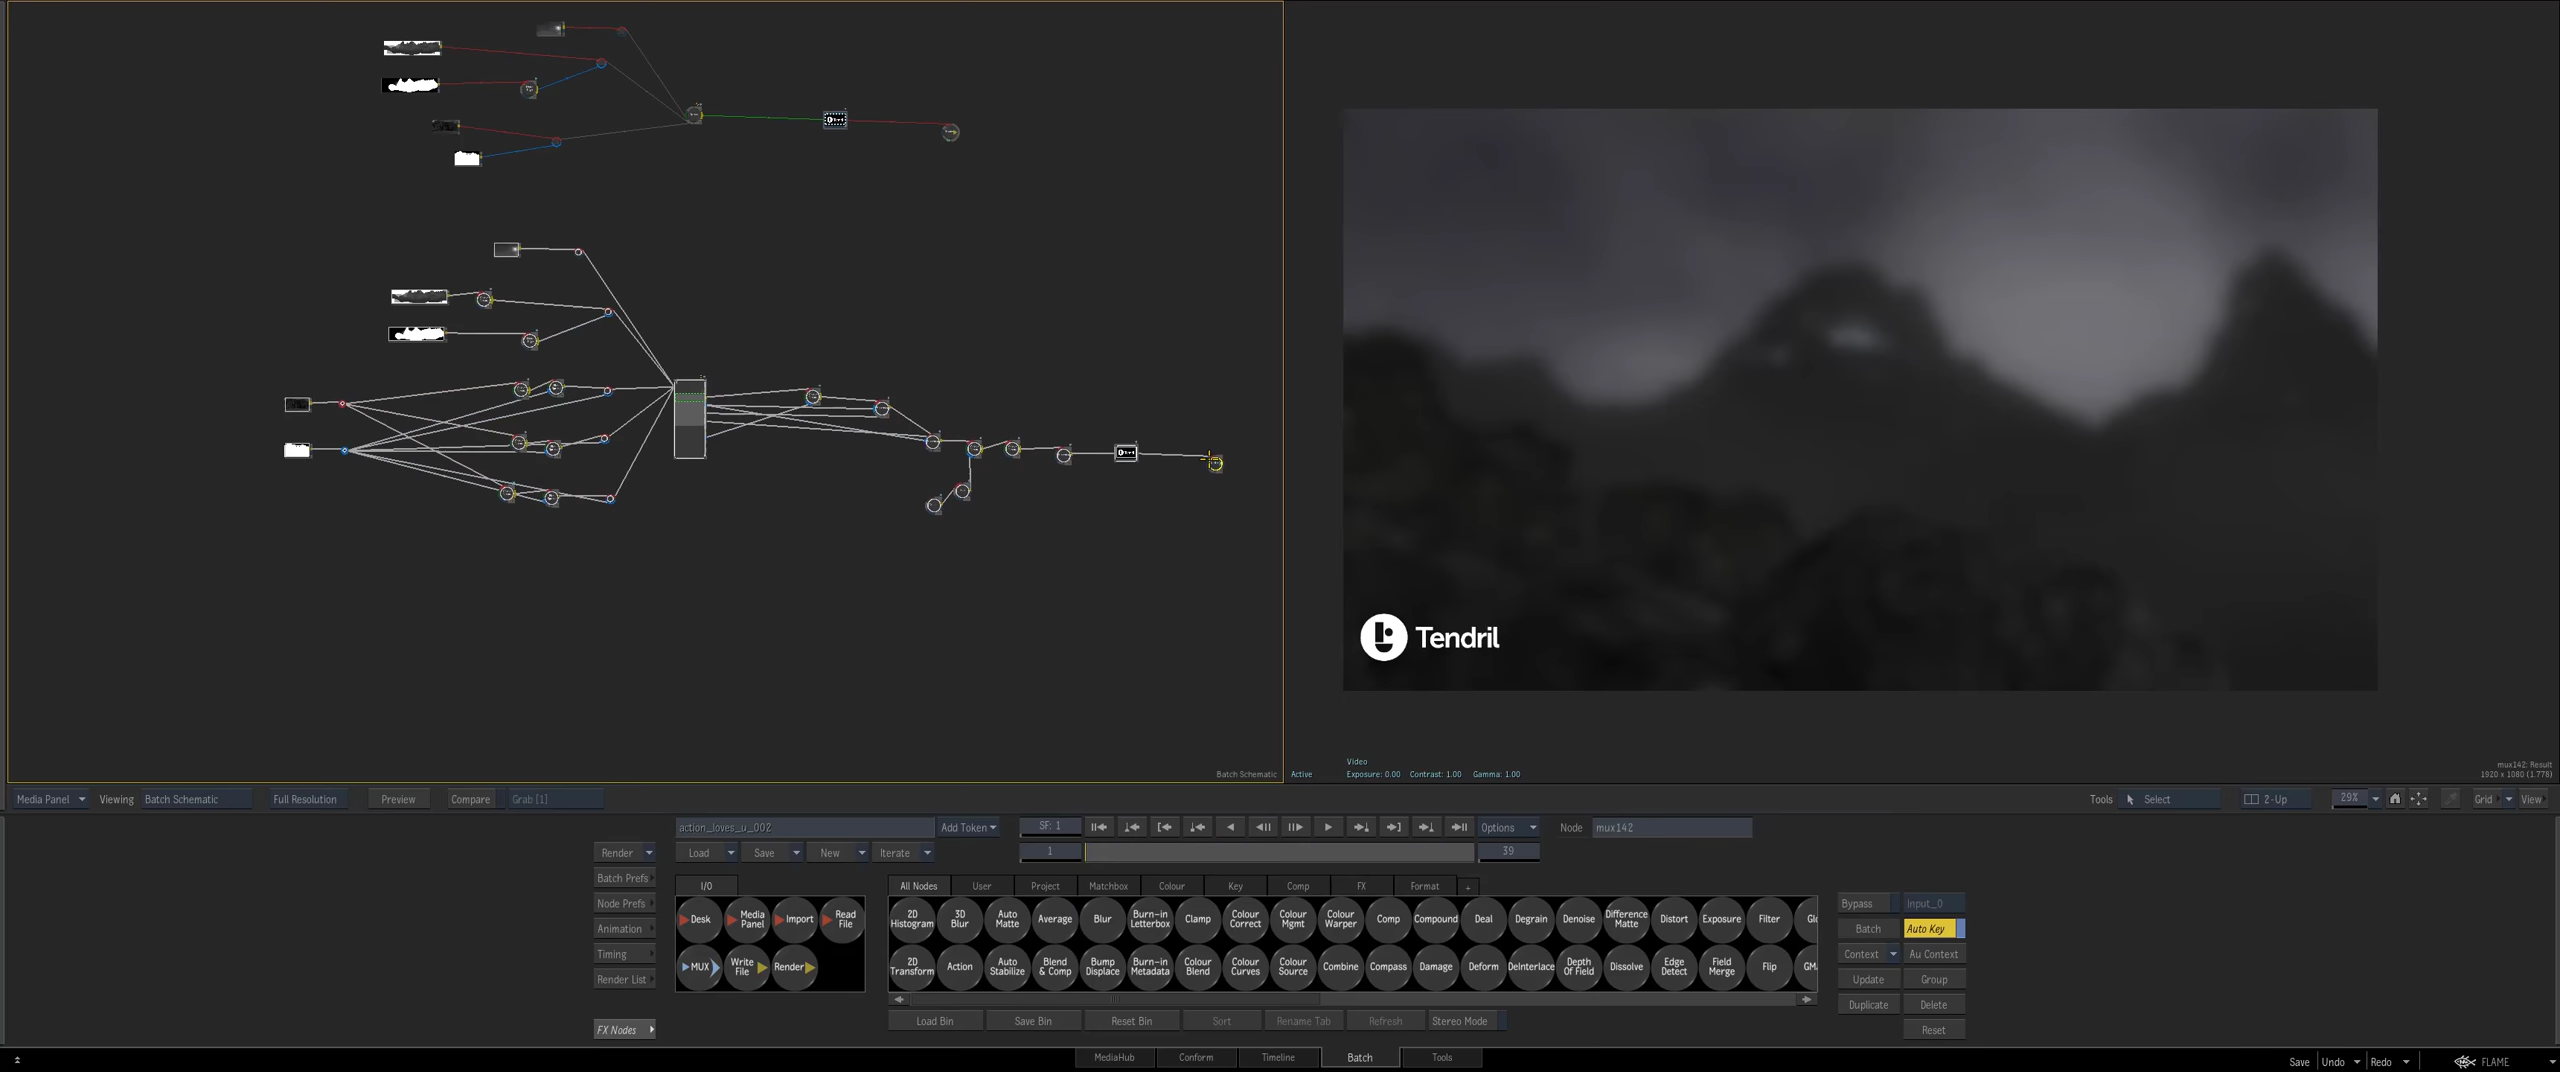 Tendril
Batch Schematic
Active
Video
Exposure: 0.00 Contrast: 1.00 Gamma: 1.00
mux142: Result
1920 x 1080 (1.778)
Media Panel Viewing Batch Schematic Full Resolution Preview Compare Grab [1] Tools Select 2-Up 29% Grid View
action_loves_u_002 Add Token SF: 1 Options Node mux142
Render Load Save New Iterate 1 39
Batch Prefs I/O All Nodes User Project Matchbox Colour Key Comp FX Format +
Node Prefs
Animation
Timing
Render List
FX Nodes
Desk Media Panel Import Read File
MUX Write File Render
2D Histogram 3D Blur Auto Matte Average Blur Burn-in Letterbox Clamp Colour Correct Colour Mgmt Colour Warper Comp Compound Deal Degrain Denoise Difference Matte Distort Exposure Filter
2D Transform Action Auto Stabilize Blend & Comp Bump Displace Burn-in Metadata Colour Blend Colour Curves Colour Source Combine Compass Damage Deform DeInterlace Depth Of Field Dissolve Edge Detect Field Merge Flip
Load Bin Save Bin Reset Bin Sort Rename Tab Refresh Stereo Mode
Bypass Input_0
Batch Auto Key
Context Au Context
Update Group
Duplicate Delete
Reset
MediaHub Conform Timeline Batch Tools
Save Undo Redo FLAME